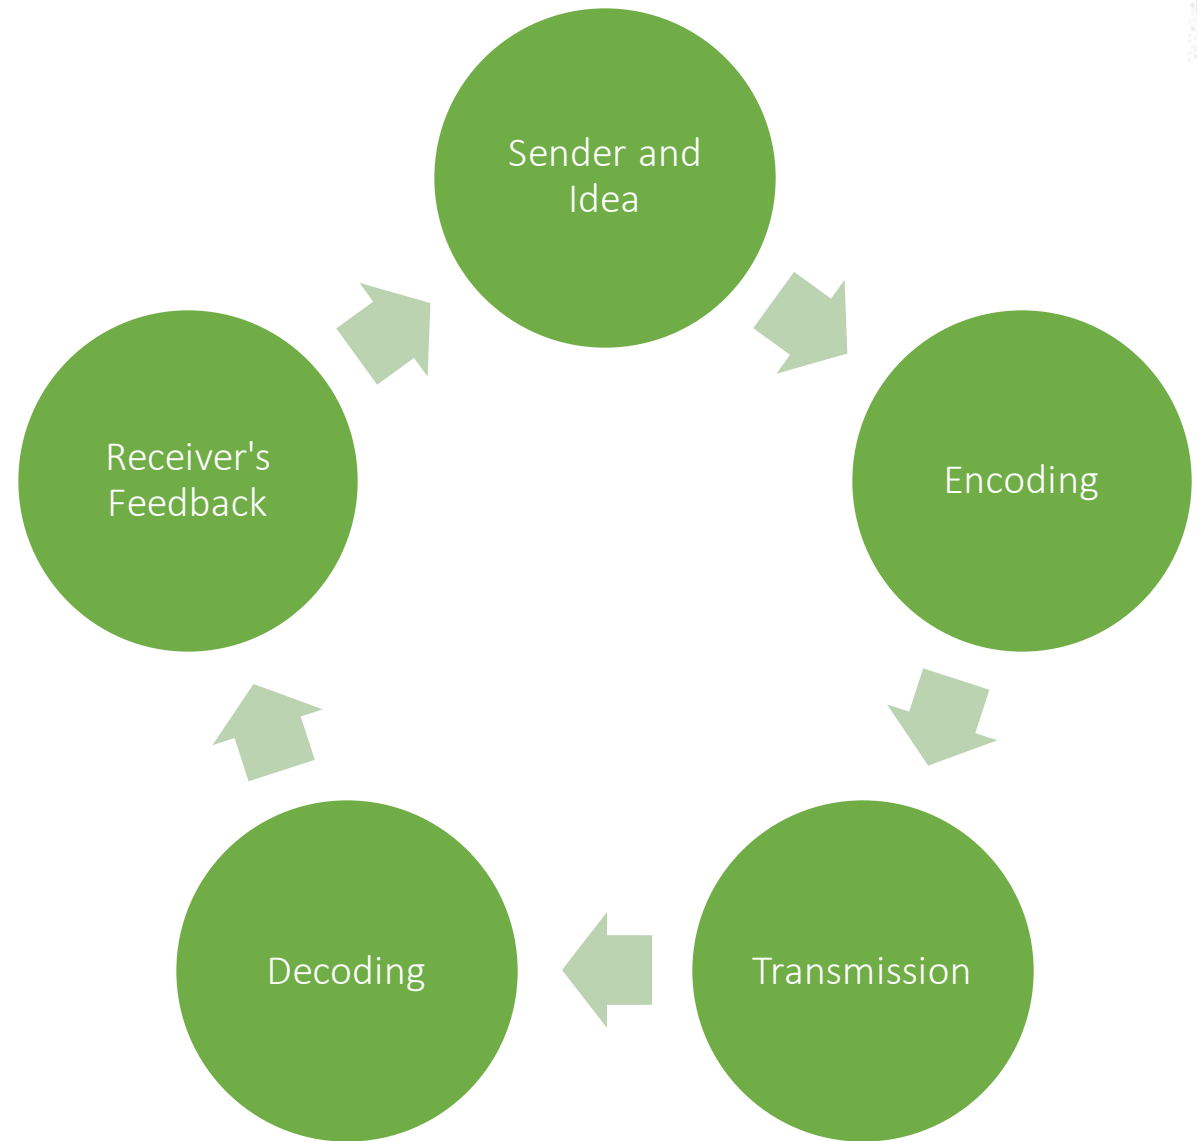 Sender and
Idea
Encoding
Transmission
Decoding
Receiver's
Feedback